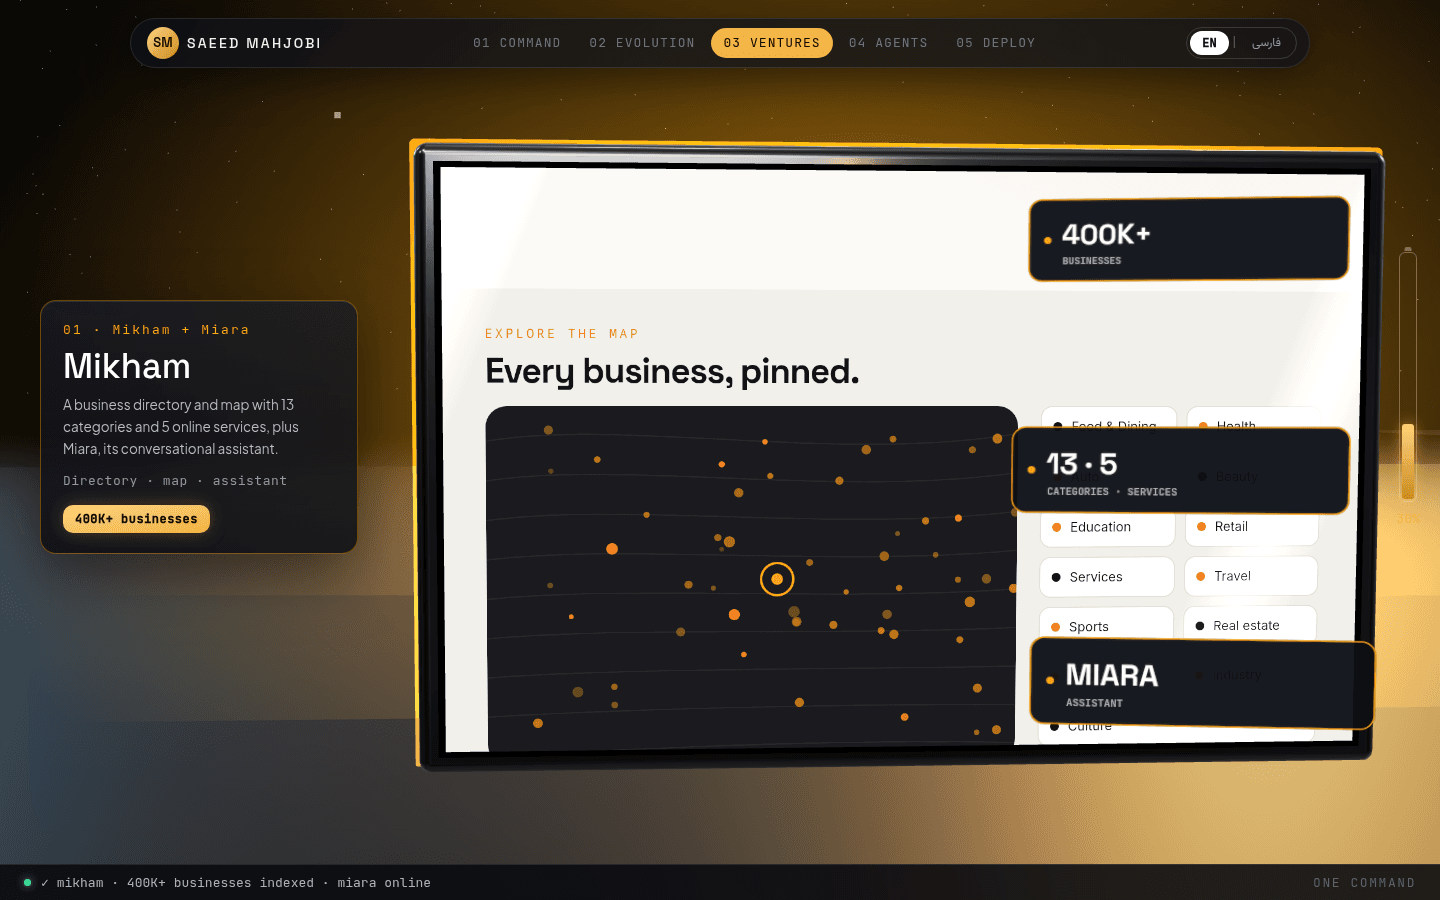 SM SAEED MAHJOBI
01 COMMAND
02 EVOLUTION
03 VENTURES
04 AGENTS
05 DEPLOY
EN | فارسی
01 · Mikham + Miara
Mikham
A business directory and map with 13
categories and 5 online services, plus
Miara, its conversational assistant.
Directory · map · assistant
400K+ businesses
400K+
BUSINESSES
EXPLORE THE MAP
Every business, pinned.
Food & Dining
Health
13 · 5
CATEGORIES · SERVICES
Beauty
Education
Retail
Services
Travel
Sports
Real estate
MIARA
ASSISTANT
Industry
Culture
✓ mikham · 400K+ businesses indexed · miara online
ONE COMMAND